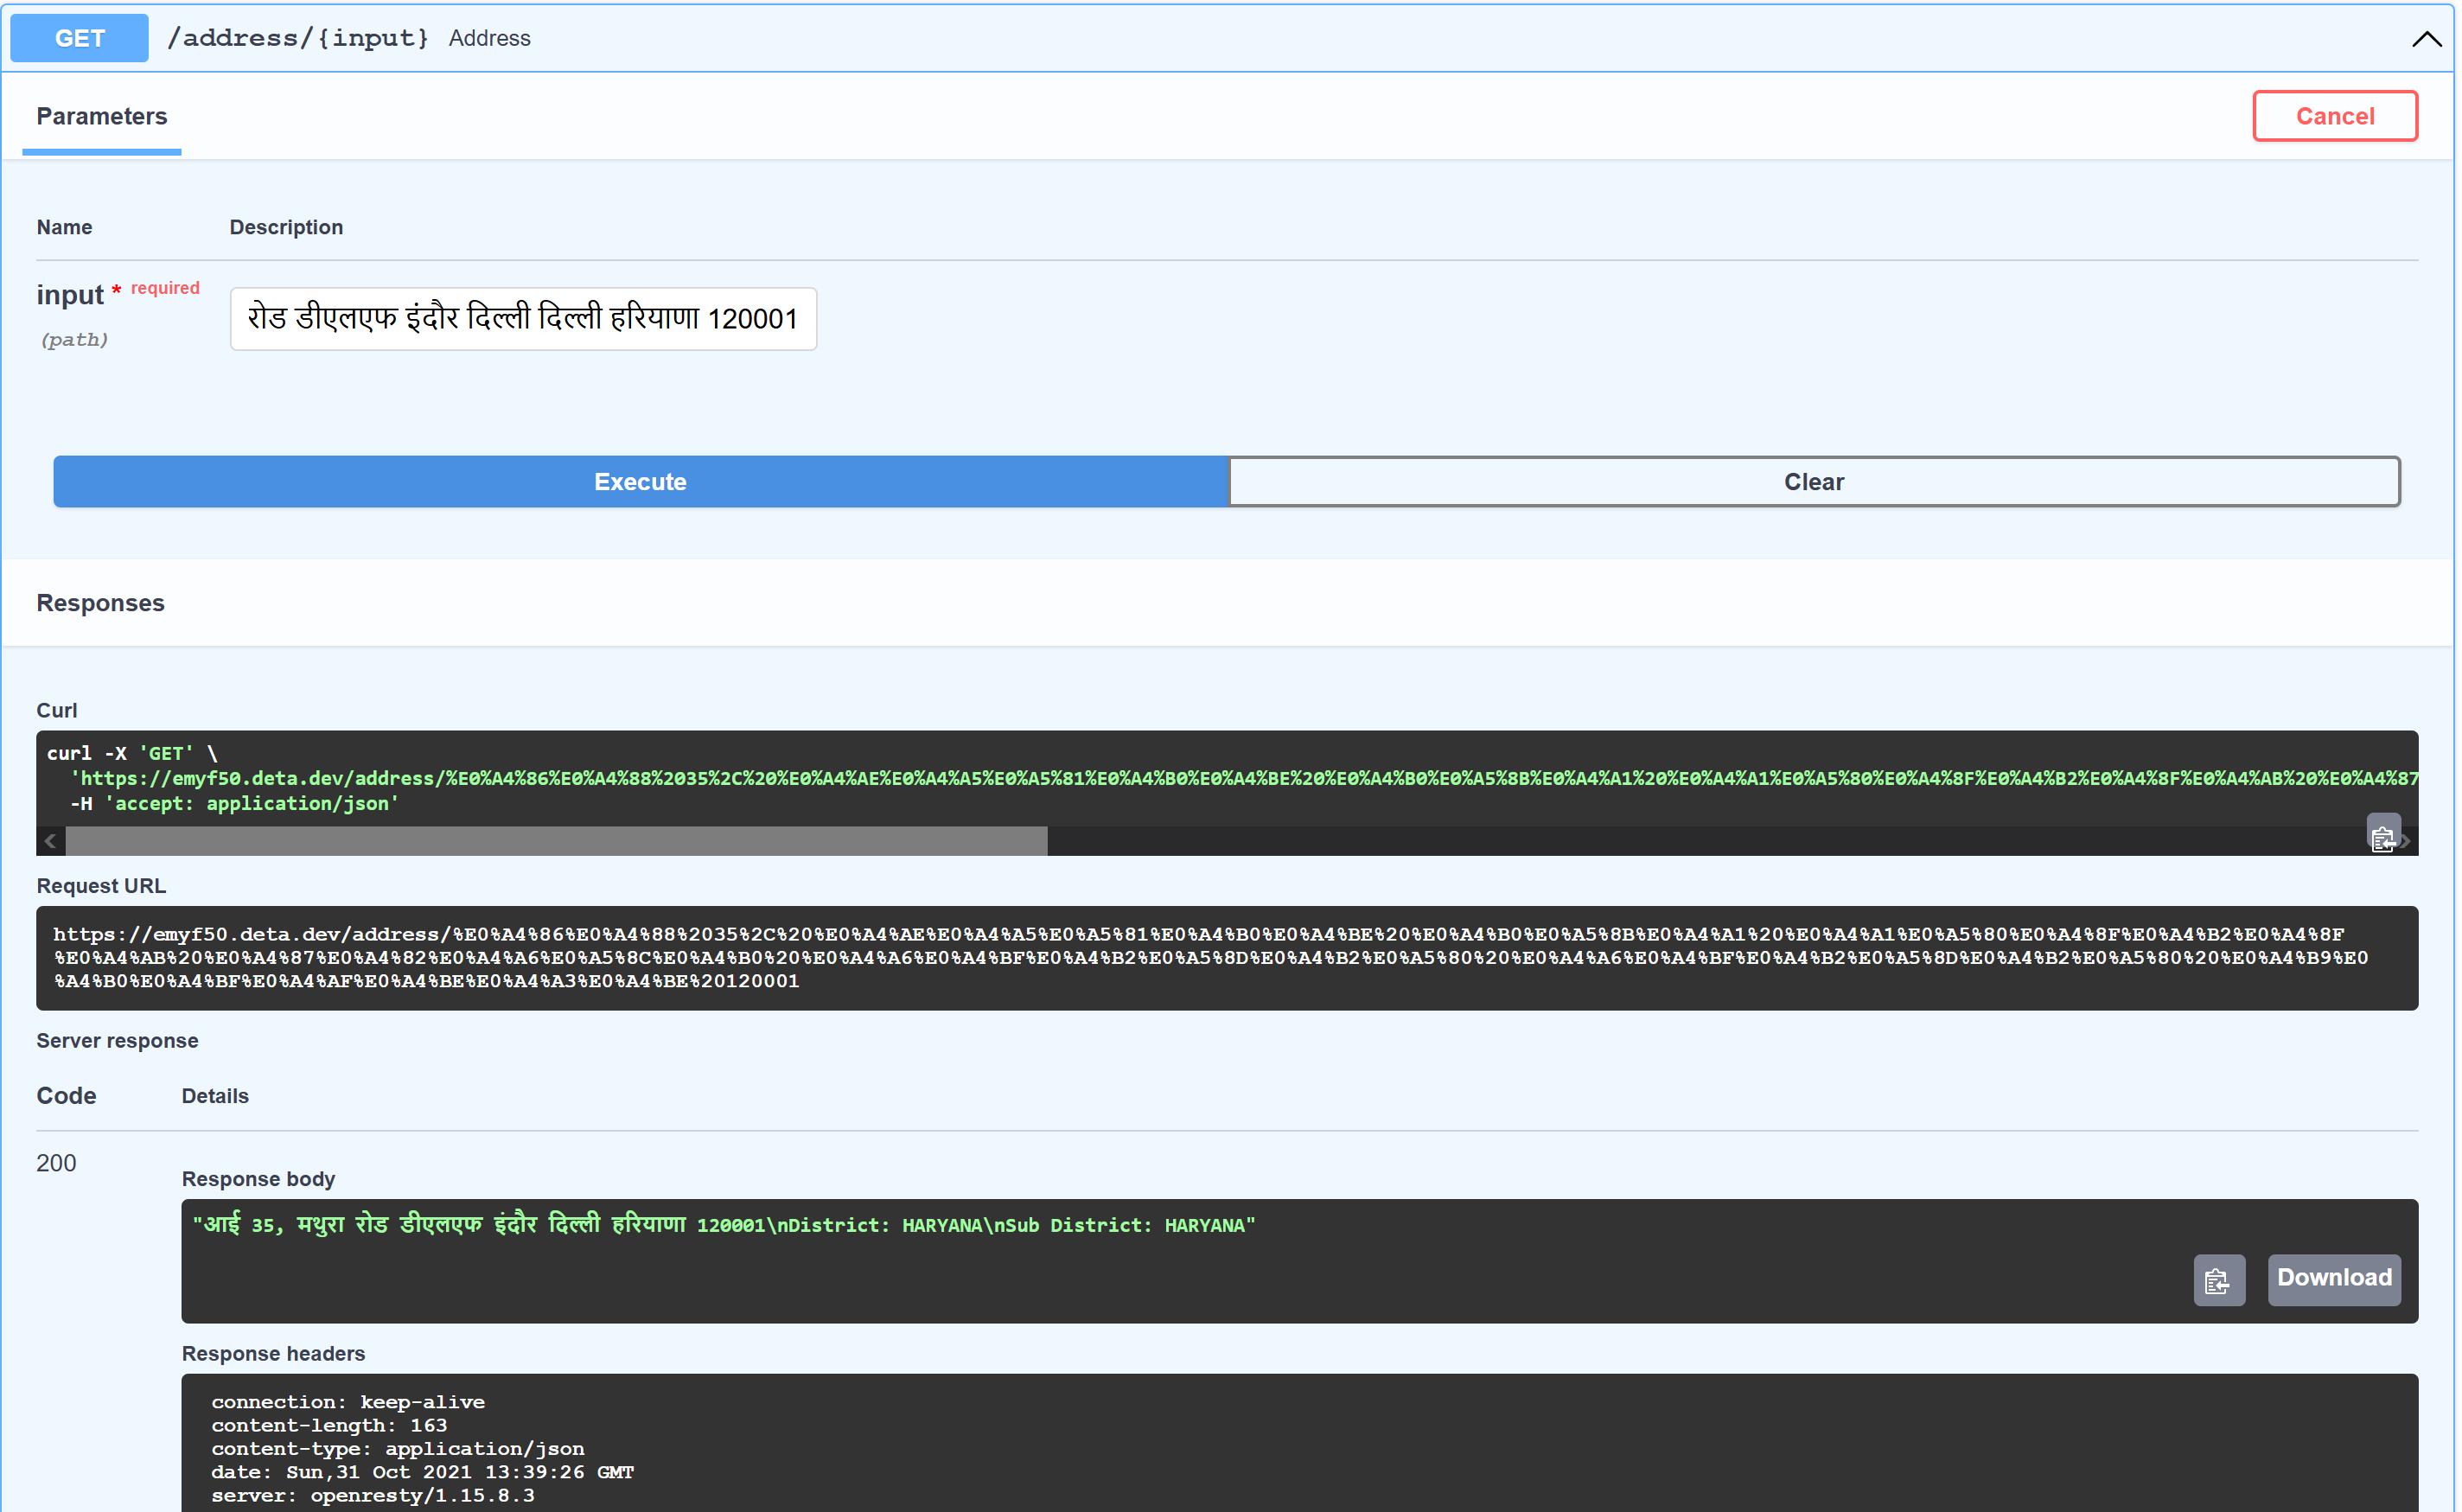 GET /address/{input} Address
Parameters
Cancel
Name Description
input * required
(path)
रोड डीएलएफ इंदौर दिल्ली दिल्ली हरियाणा 120001
Execute Clear
Responses
Curl
curl -X 'GET' \
'https://emyf50.deta.dev/address/%E0%A4%86%E0%A4%88%2035%2C%20%E0%A4%AE%E0%A4%A5%E0%A5%81%E0%A4%B0%E0%A4%BE%20%E0%A4%B0%E0%A5%8B%E0%A4%A1%20%E0%A4%A1%E0%A5%80%E0%A4%8F%E0%A4%B2%E0%A4%8F%E0%A4%AB%20%E0%A4%87
-H 'accept: application/json'
Request URL
https://emyf50.deta.dev/address/%E0%A4%86%E0%A4%88%2035%2C%20%E0%A4%AE%E0%A4%A5%E0%A5%81%E0%A4%B0%E0%A4%BE%20%E0%A4%B0%E0%A5%8B%E0%A4%A1%20%E0%A4%A1%E0%A5%80%E0%A4%8F%E0%A4%B2%E0%A4%8F
%E0%A4%AB%20%E0%A4%87%E0%A4%82%E0%A4%A6%E0%A5%8C%E0%A4%B0%20%E0%A4%A6%E0%A4%BF%E0%A4%B2%E0%A5%8D%E0%A4%B2%E0%A5%80%20%E0%A4%A6%E0%A4%BF%E0%A4%B2%E0%A5%8D%E0%A4%B2%E0%A5%80%20%E0%A4%B9%E0
%A4%B0%E0%A4%BF%E0%A4%AF%E0%A4%BE%E0%A4%A3%E0%A4%BE%20120001
Server response
Code Details
200
Response body
"आई 35, मथुरा रोड डीएलएफ इंदौर दिल्ली हरियाणा 120001\nDistrict: HARYANA\nSub District: HARYANA"
Download
Response headers
connection: keep-alive
content-length: 163
content-type: application/json
date: Sun,31 Oct 2021 13:39:26 GMT
server: openresty/1.15.8.3